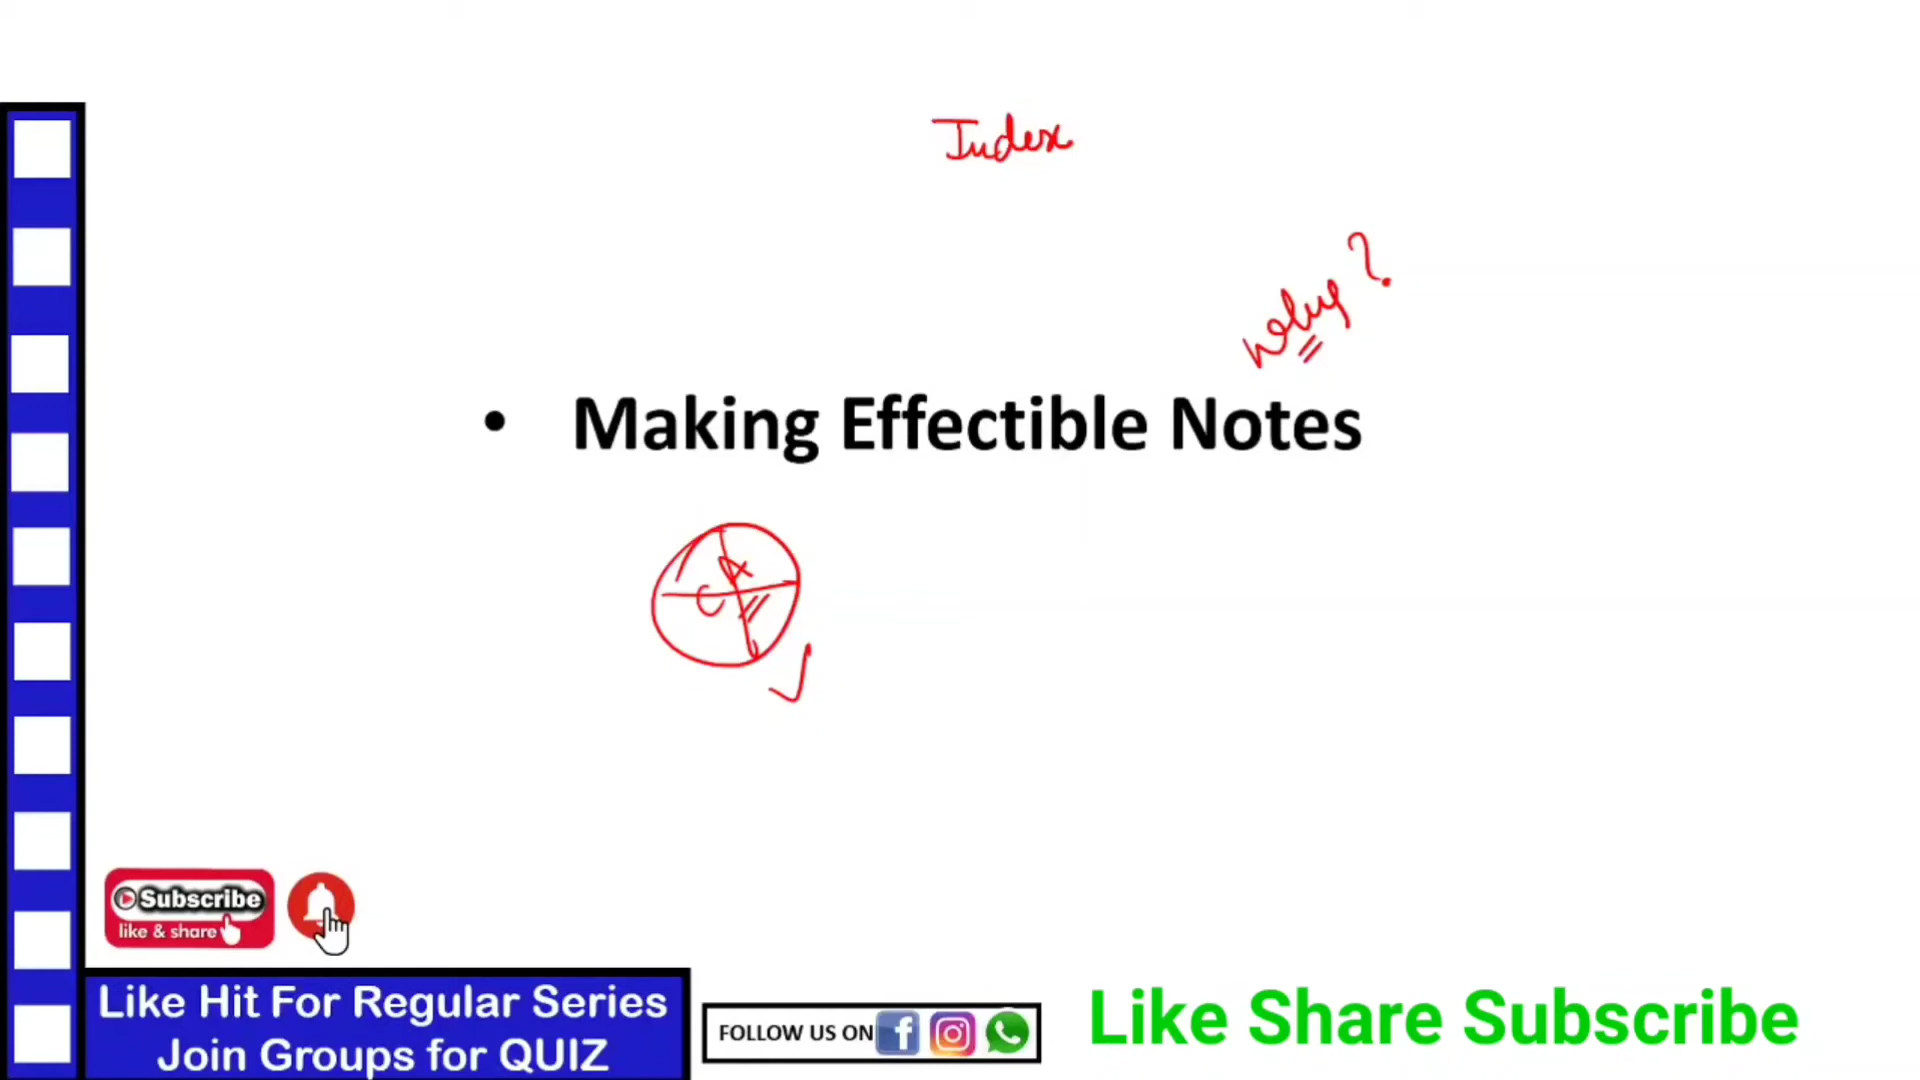 Index
Why?
• Making Effectible Notes
CA
Subscribe
like & share
Like Hit For Regular Series
Join Groups for QUIZ
FOLLOW US ON
Like Share Subscribe